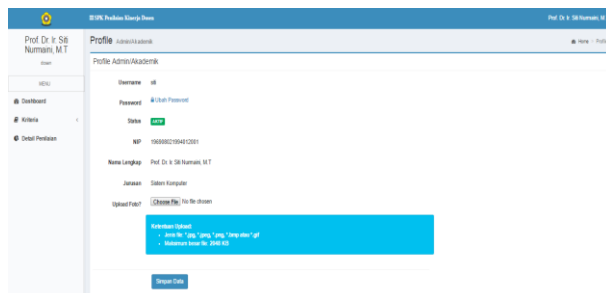 SPK Penilaian Kinerja Dosen
Prof. Dr. Ir. Siti Nurmaini, M
Prof. Dr. Ir. Siti
Nurmaini, M.T
dosen
MENU
Dashboard
Kriteria
Detail Penilaian
Profile Admin/Akademik
Home
Profile Admin/Akademik
Username siti
Password Ubah Password
Status AKTIF
NIP
Nama Lengkap Prof. Dr. Ir. Siti Nurmaini, M.T
Jurusan Sistem Komputer
Upload Foto? Choose File No file chosen
Ketentuan Upload:
Jenis file: *.jpg, *.jpeg, *.png, *.bmp atau *.gif
Maksimum besar file: 2048 KB
Simpan Data